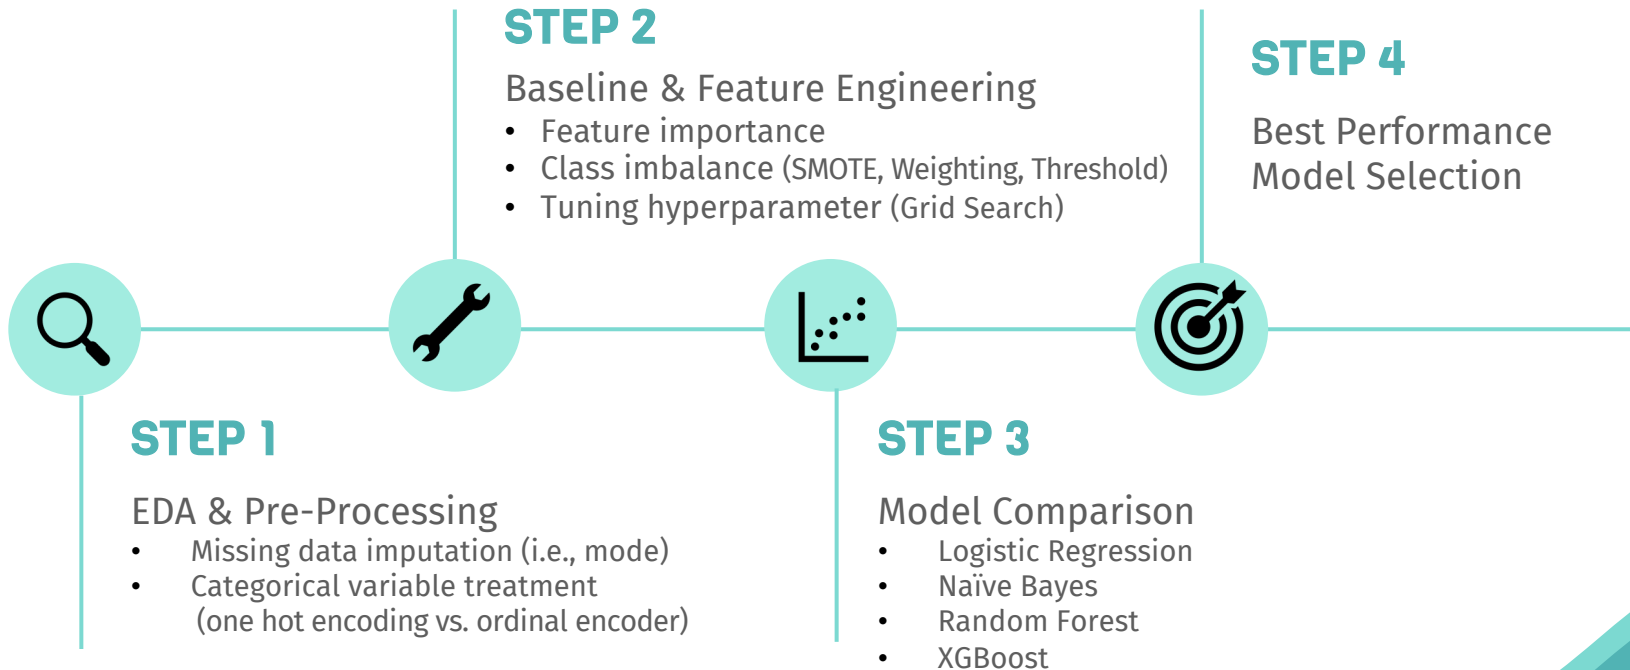 STEP 1
EDA & Pre-Processing
• Missing data imputation (i.e., mode)
• Categorical variable treatment
(one hot encoding vs. ordinal encoder)
STEP 2
Baseline & Feature Engineering
• Feature importance
• Class imbalance (SMOTE, Weighting, Threshold)
• Tuning hyperparameter (Grid Search)
STEP 3
Model Comparison
• Logistic Regression
• Naïve Bayes
• Random Forest
• XGBoost
STEP 4
Best Performance
Model Selection